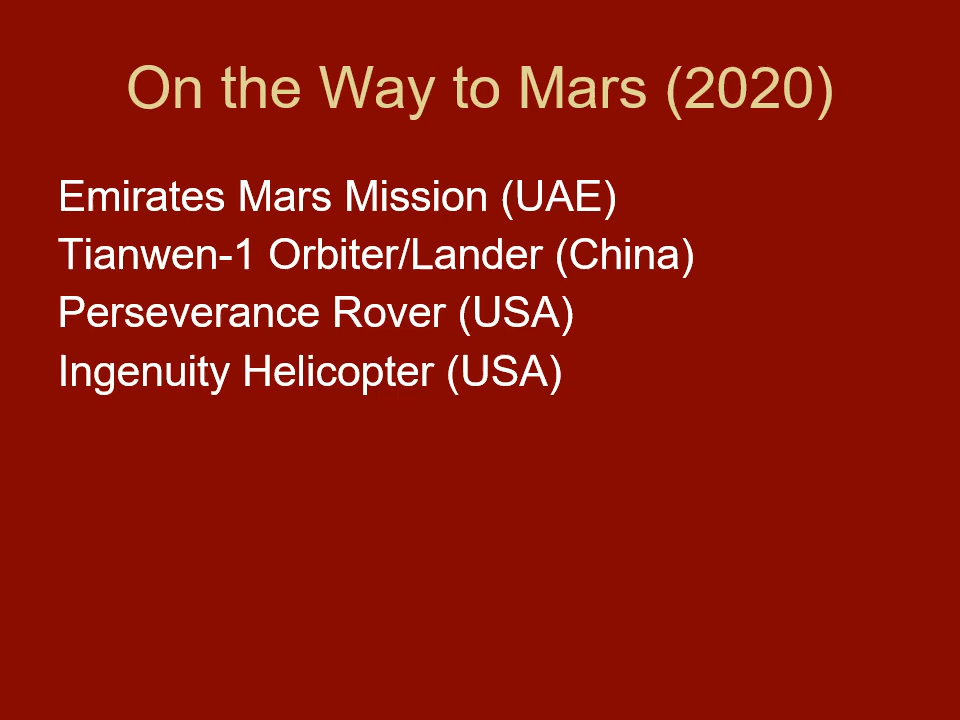 On the Way to Mars (2020)
Emirates Mars Mission (UAE)
Tianwen-1 Orbiter/Lander (China)
Perseverance Rover (USA)
Ingenuity Helicopter (USA)